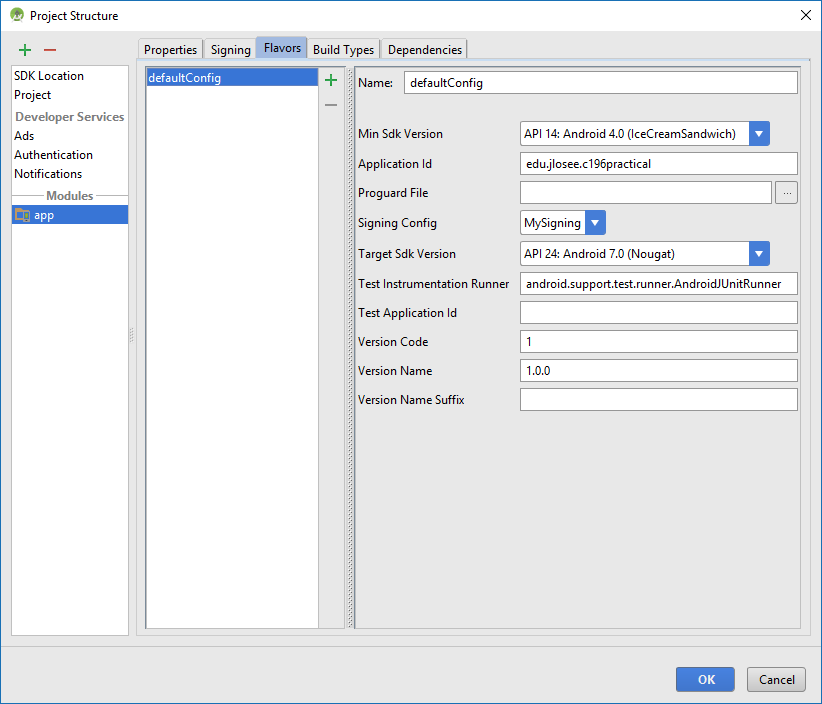 Project Structure
Properties Signing Flavors Build Types Dependencies
SDK Location
Project
Developer Services
Ads
Authentication
Notifications
Modules
app
defaultConfig
Name: defaultConfig
Min Sdk Version API 14: Android 4.0 (IceCreamSandwich)
Application Id edu.jlosee.c196practical
Proguard File ...
Signing Config MySigning
Target Sdk Version API 24: Android 7.0 (Nougat)
Test Instrumentation Runner android.support.test.runner.AndroidJUnitRunner
Test Application Id
Version Code 1
Version Name 1.0.0
Version Name Suffix
OK Cancel